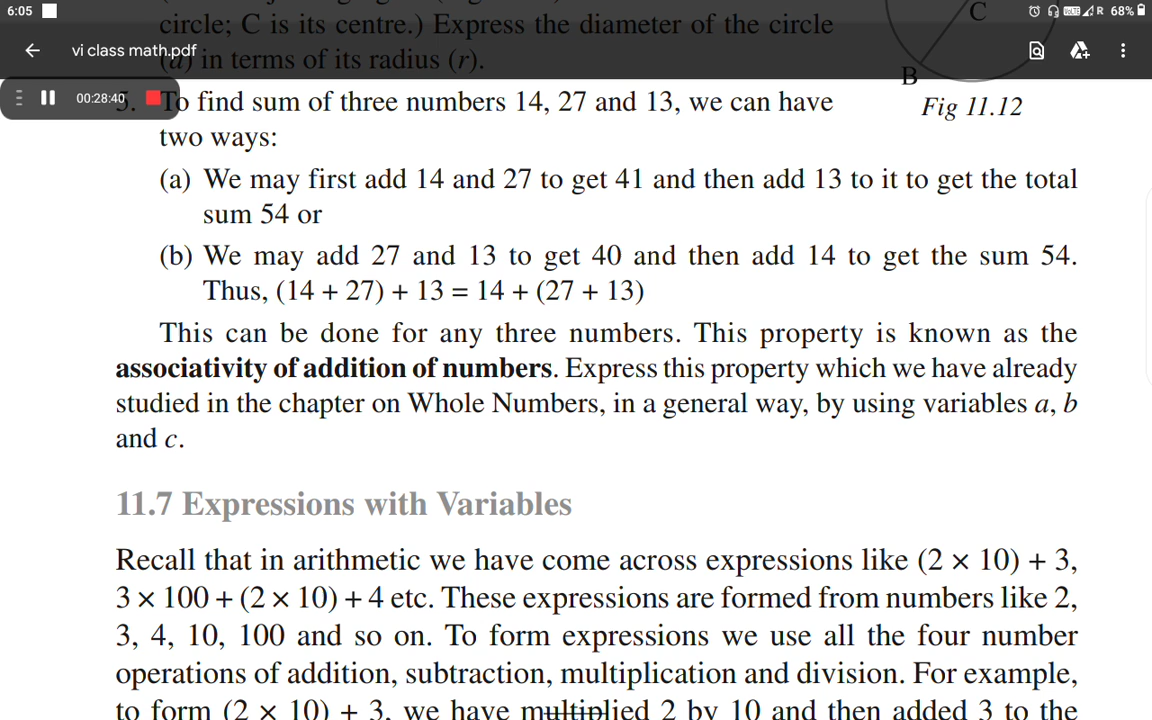 6:05
R 68%
circle; C is its centre.) Express the diameter of the circle
C
vi class math.pdf
(d) in terms of its radius (r).
B
00:28:40
5. To find sum of three numbers 14, 27 and 13, we can have
Fig 11.12
two ways:
(a) We may first add 14 and 27 to get 41 and then add 13 to it to get the total
sum 54 or
(b) We may add 27 and 13 to get 40 and then add 14 to get the sum 54.
Thus, (14 + 27) + 13 = 14 + (27 + 13)
This can be done for any three numbers. This property is known as the
associativity of addition of numbers. Express this property which we have already
studied in the chapter on Whole Numbers, in a general way, by using variables a, b
and c.
11.7 Expressions with Variables
Recall that in arithmetic we have come across expressions like (2 × 10) + 3,
3 × 100 + (2 × 10) + 4 etc. These expressions are formed from numbers like 2,
3, 4, 10, 100 and so on. To form expressions we use all the four number
operations of addition, subtraction, multiplication and division. For example,
to form (2 × 10) + 3, we have multiplied 2 by 10 and then added 3 to the